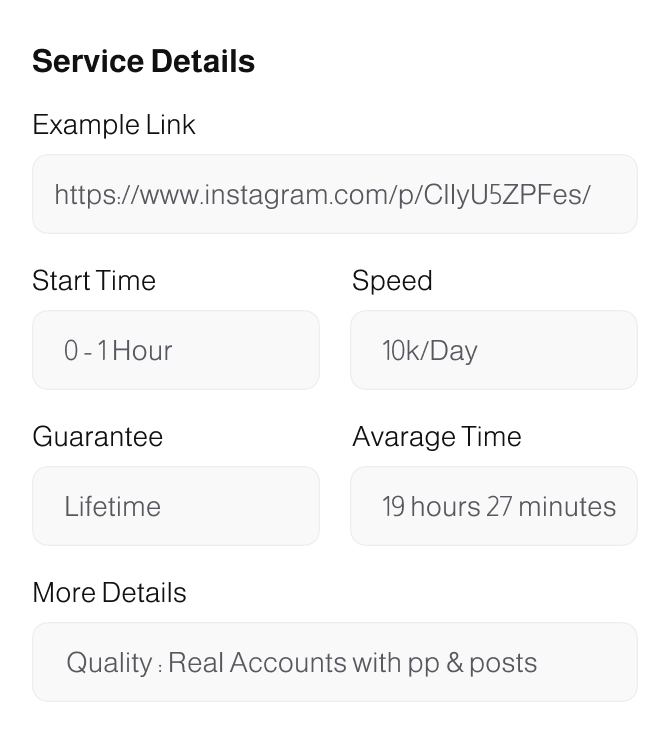 Service Details
Example Link
https://www.instagram.com/p/CIlyU5ZPFes/
Start Time
Speed
0 - 1 Hour
10k/Day
Guarantee
Avarage Time
Lifetime
19 hours 27 minutes
More Details
Quality : Real Accounts with pp & posts